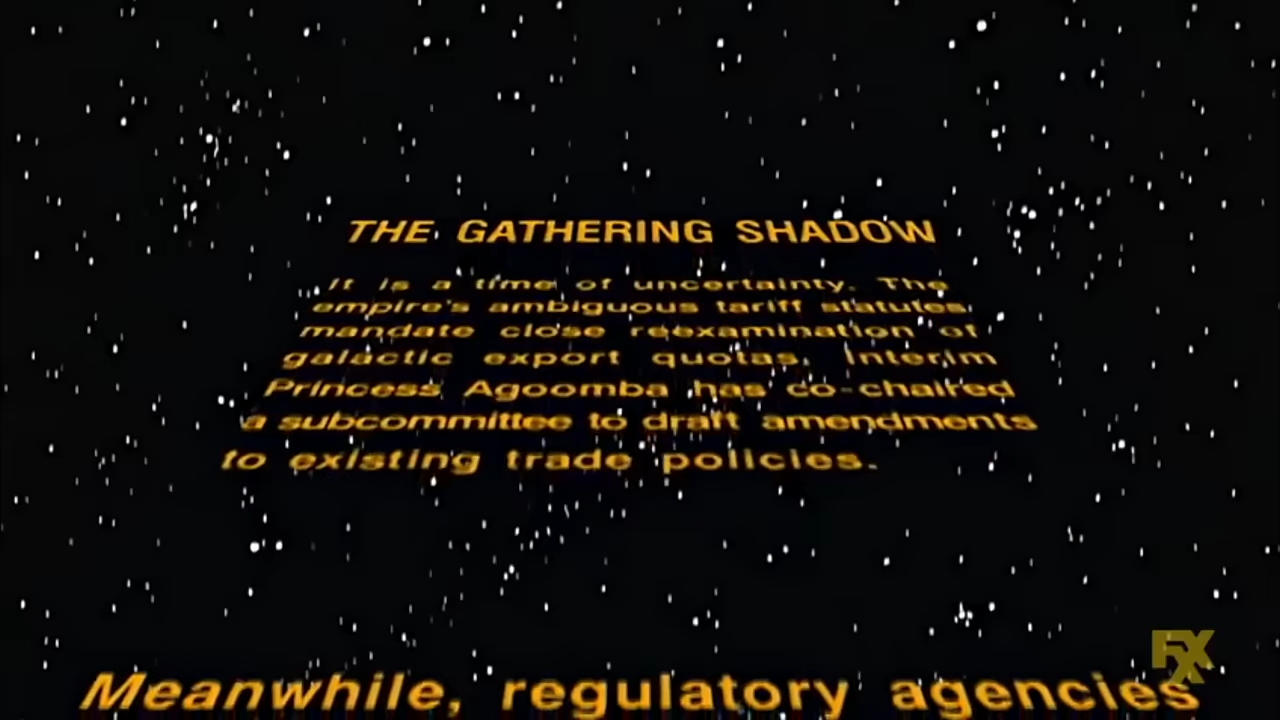 THE GATHERING SHADOW
It is a time of uncertainty. The
empire's ambiguous tariff statutes
mandate close reexamination of
galactic export quotas. Interim
Princess Agoomba has co-chaired
a subcommittee to draft amendments
to existing trade policies.
Meanwhile, regulatory agencies
FXX